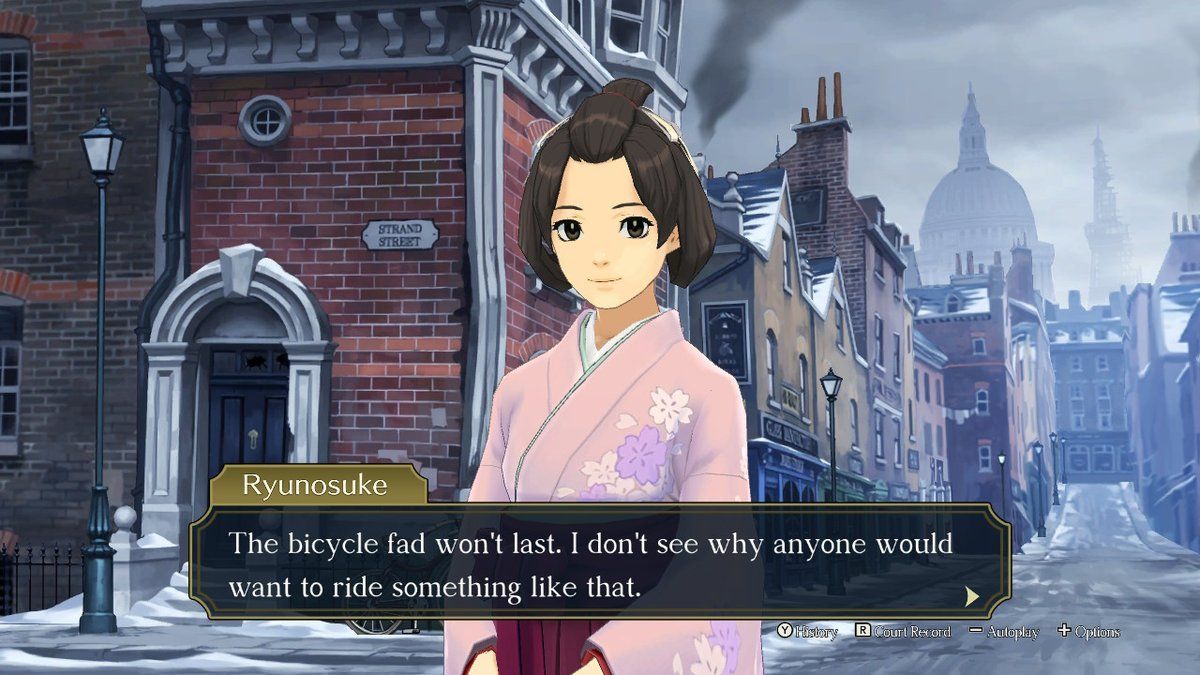 STRAND
STREET
Ryunosuke
The bicycle fad won't last. I don't see why anyone would
want to ride something like that.
Y History R Court Record − Autoplay + Options